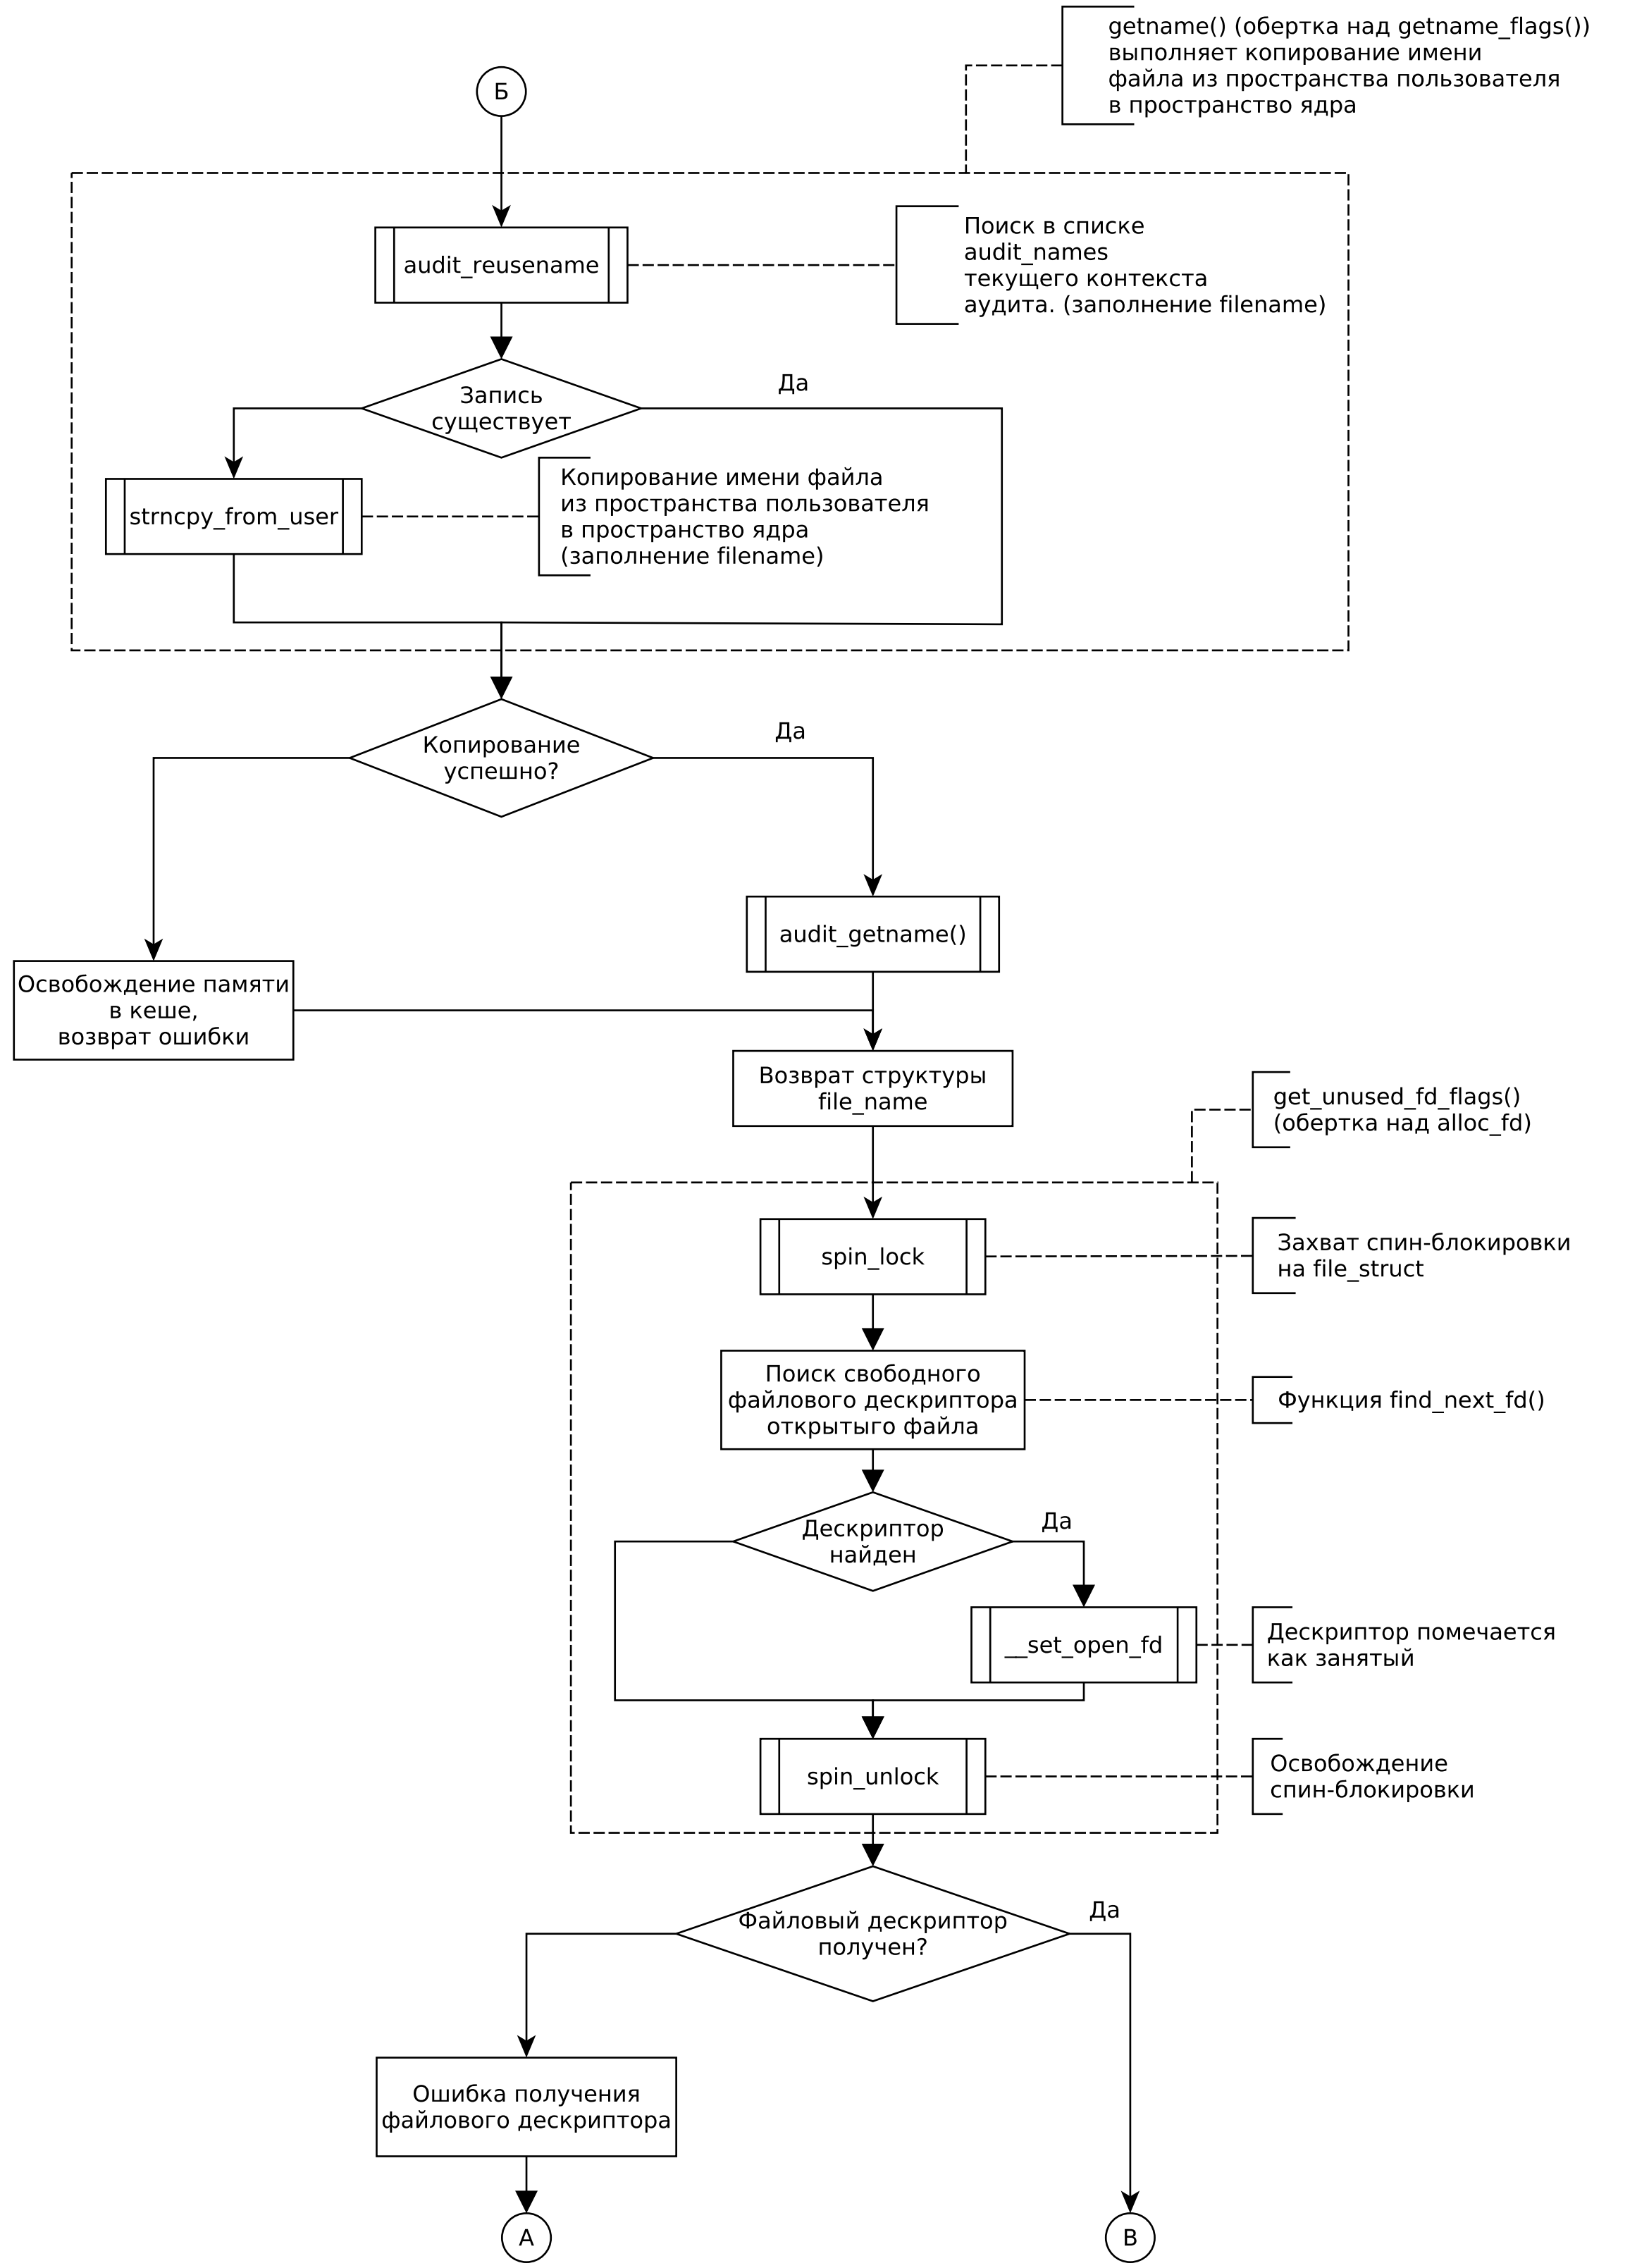 getname() (обертка над getname_flags())
выполняет копирование имени
файла из пространства пользователя
в пространство ядра
Б
audit_reusename
Поиск в списке
audit_names
текущего контекста
аудита. (заполнение filename)
Запись
существует
Да
strncpy_from_user
Копирование имени файла
из пространства пользователя
в пространство ядра
(заполнение filename)
Копирование
успешно?
Да
audit_getname()
Освобождение памяти
в кеше,
возврат ошибки
Возврат структуры
file_name
get_unused_fd_flags()
(обертка над alloc_fd)
spin_lock
Захват спин-блокировки
на file_struct
Поиск свободного
файлового дескриптора
открытыго файла
Функция find_next_fd()
Дескриптор
найден
Да
__set_open_fd
Дескриптор помечается
как занятый
spin_unlock
Освобождение
спин-блокировки
Файловый дескриптор
получен?
Да
Ошибка получения
файлового дескриптора
А
В